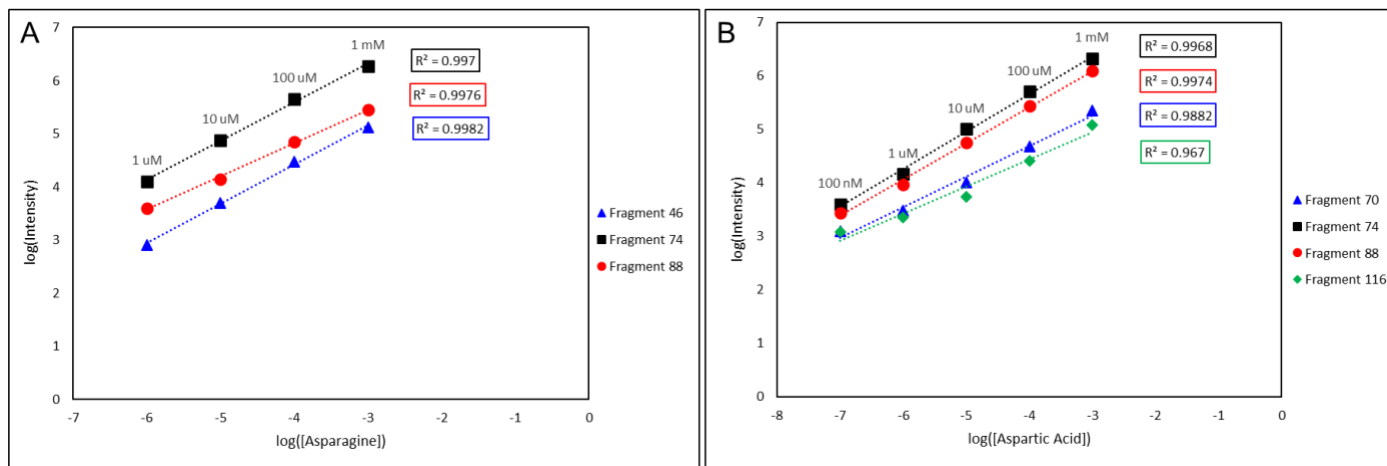 A
7
6
5
4
3
2
1
0
-7
-6
-5
-4
-3
-2
-1
0
log(Intensity)
log([Asparagine])
1 uM
10 uM
100 uM
1 mM
R² = 0.997
R² = 0.9976
R² = 0.9982
Fragment 46
Fragment 74
Fragment 88
B
7
6
5
4
3
2
1
0
-8
-7
-6
-5
-4
-3
-2
-1
0
log(Intensity)
log([Aspartic Acid])
100 nM
1 uM
10 uM
100 uM
1 mM
R² = 0.9968
R² = 0.9974
R² = 0.9882
R² = 0.967
Fragment 70
Fragment 74
Fragment 88
Fragment 116